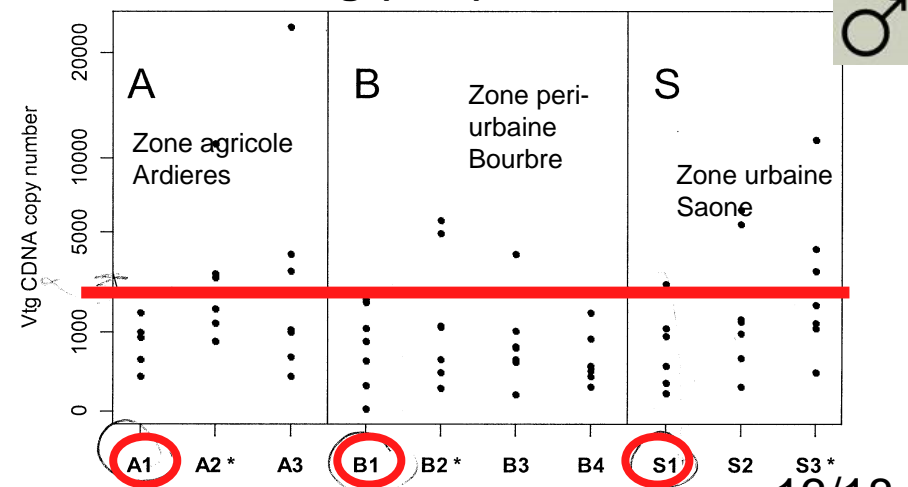 20000
10000
5000
1000
0
Vtg CDNA copy number
A
Zone agricole
Ardieres
B
Zone peri-
urbaine
Bourbre
S
Zone urbaine
Saone
A1
A2 *
A3
B1
B2 *
B3
B4
S1
S2
S3 *